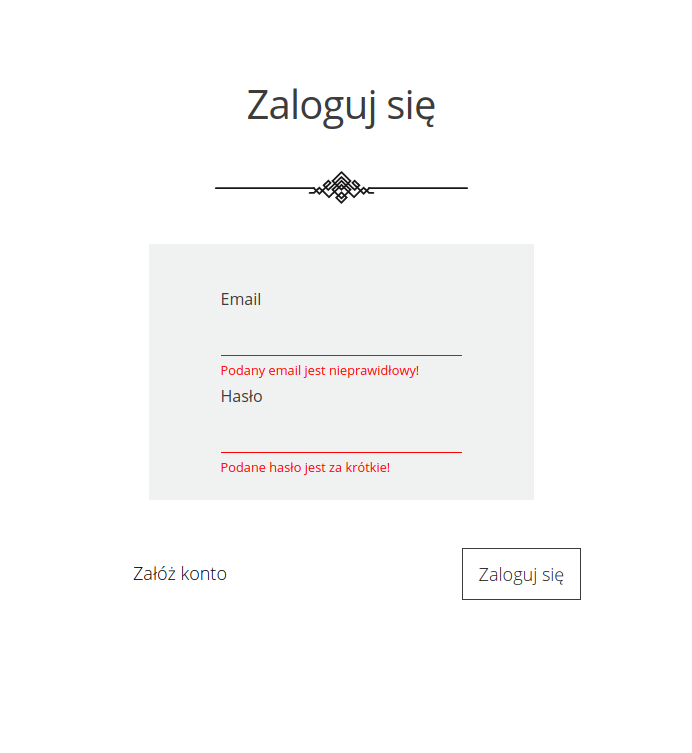 Zaloguj się
Email
Podany email jest nieprawidłowy!
Hasło
Podane hasło jest za krótkie!
Załóż konto
Zaloguj się